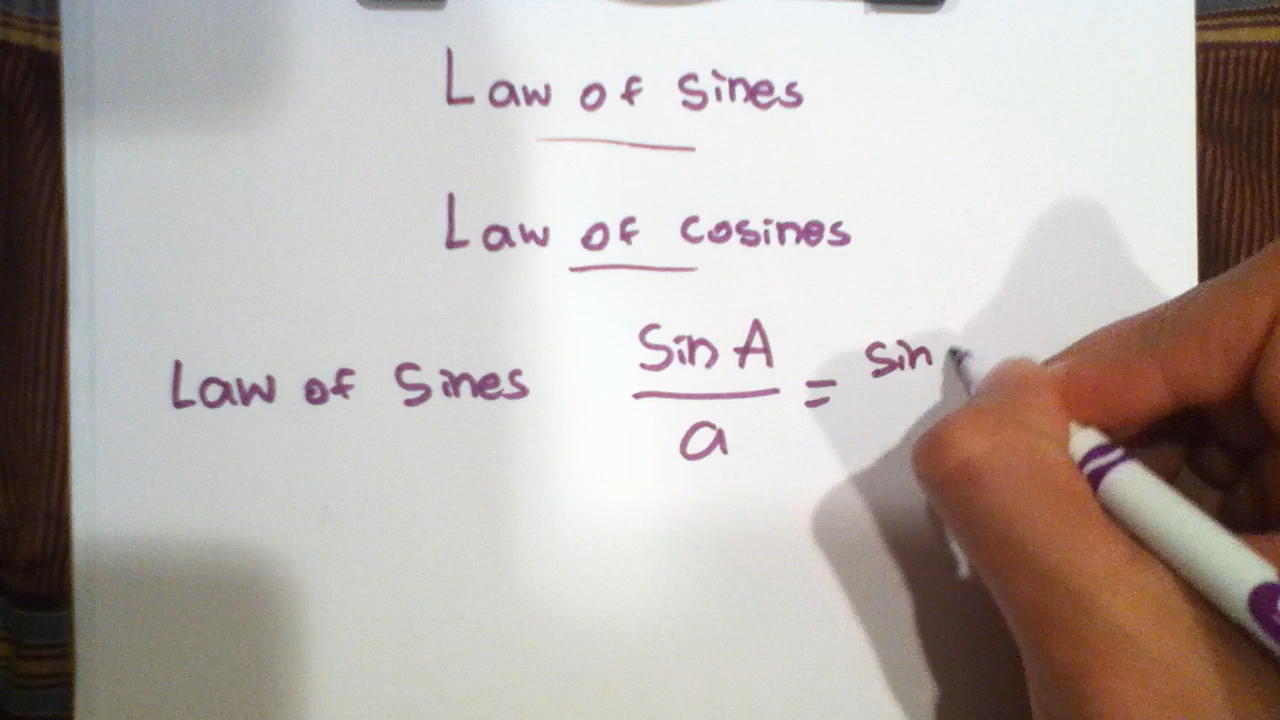 Law of Sines
Law of cosines
Law of Sines
Sin A
a
= Sin